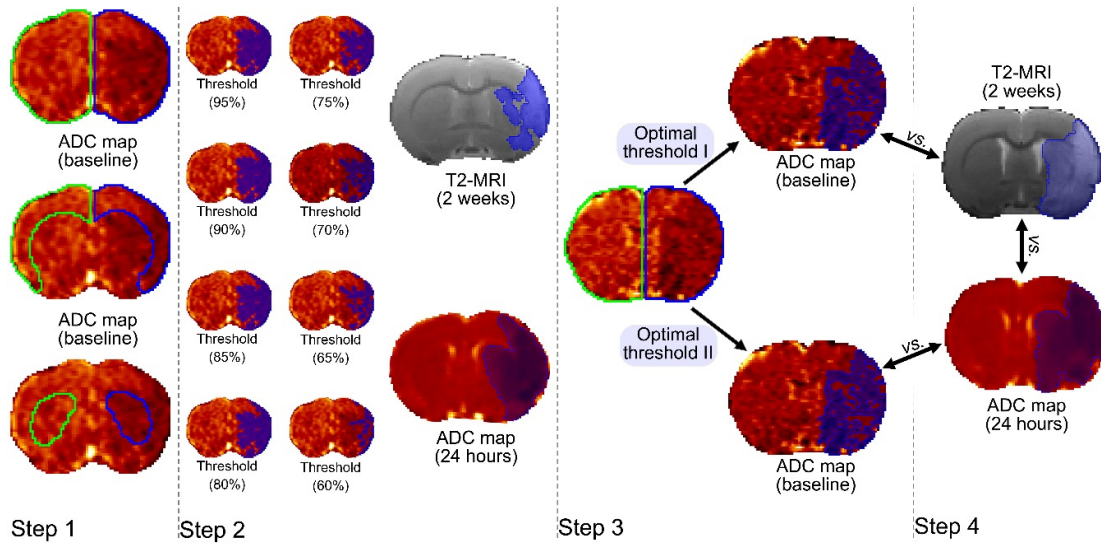 ADC map
(baseline)
ADC map
(baseline)
Step 1
Threshold
(95%)
Threshold
(75%)
Threshold
(90%)
Threshold
(70%)
Threshold
(85%)
Threshold
(65%)
Threshold
(80%)
Threshold
(60%)
T2-MRI
(2 weeks)
ADC map
(24 hours)
Step 2
Optimal
threshold I
ADC map
(baseline)
Optimal
threshold II
ADC map
(baseline)
Step 3
vs.
T2-MRI
(2 weeks)
vs.
vs.
ADC map
(24 hours)
Step 4